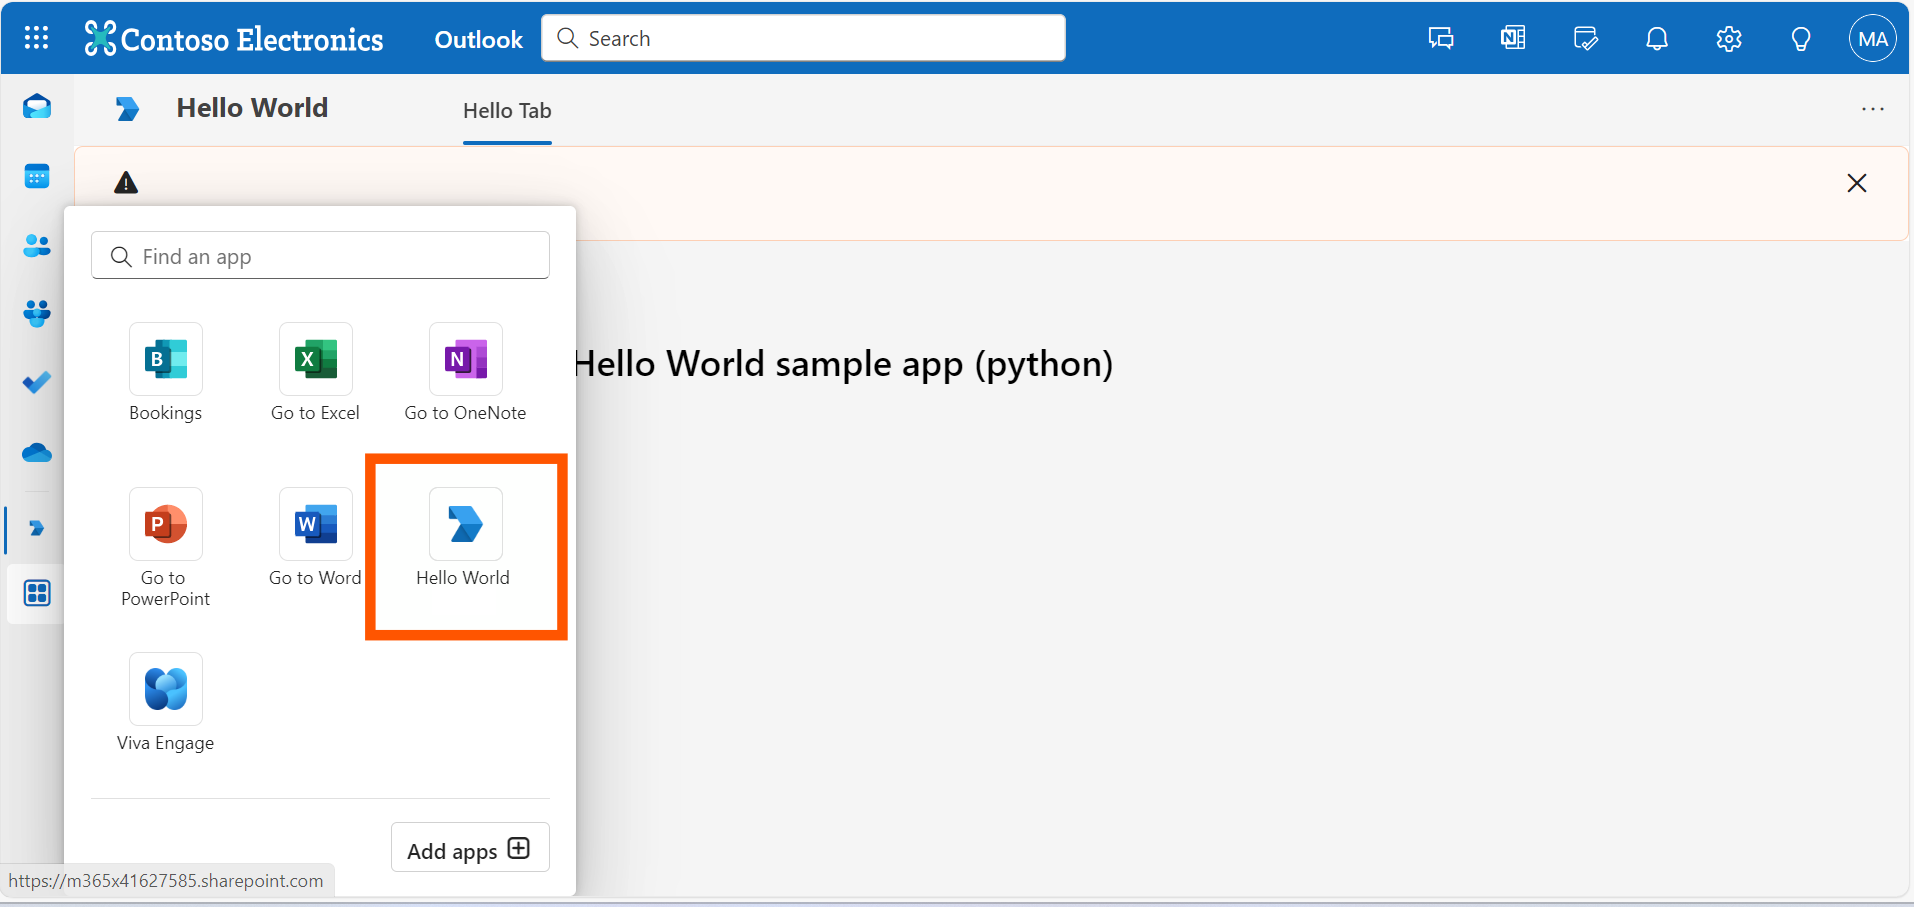 Contoso Electronics
Outlook
Search
MA
Hello World
Hello Tab
Find an app
Hello World sample app (python)
B
X
N
Bookings
Go to Excel
Go to OneNote
P
W
Go to
PowerPoint
Go to Word
Hello World
Viva Engage
Add apps
https://m365x41627585.sharepoint.com